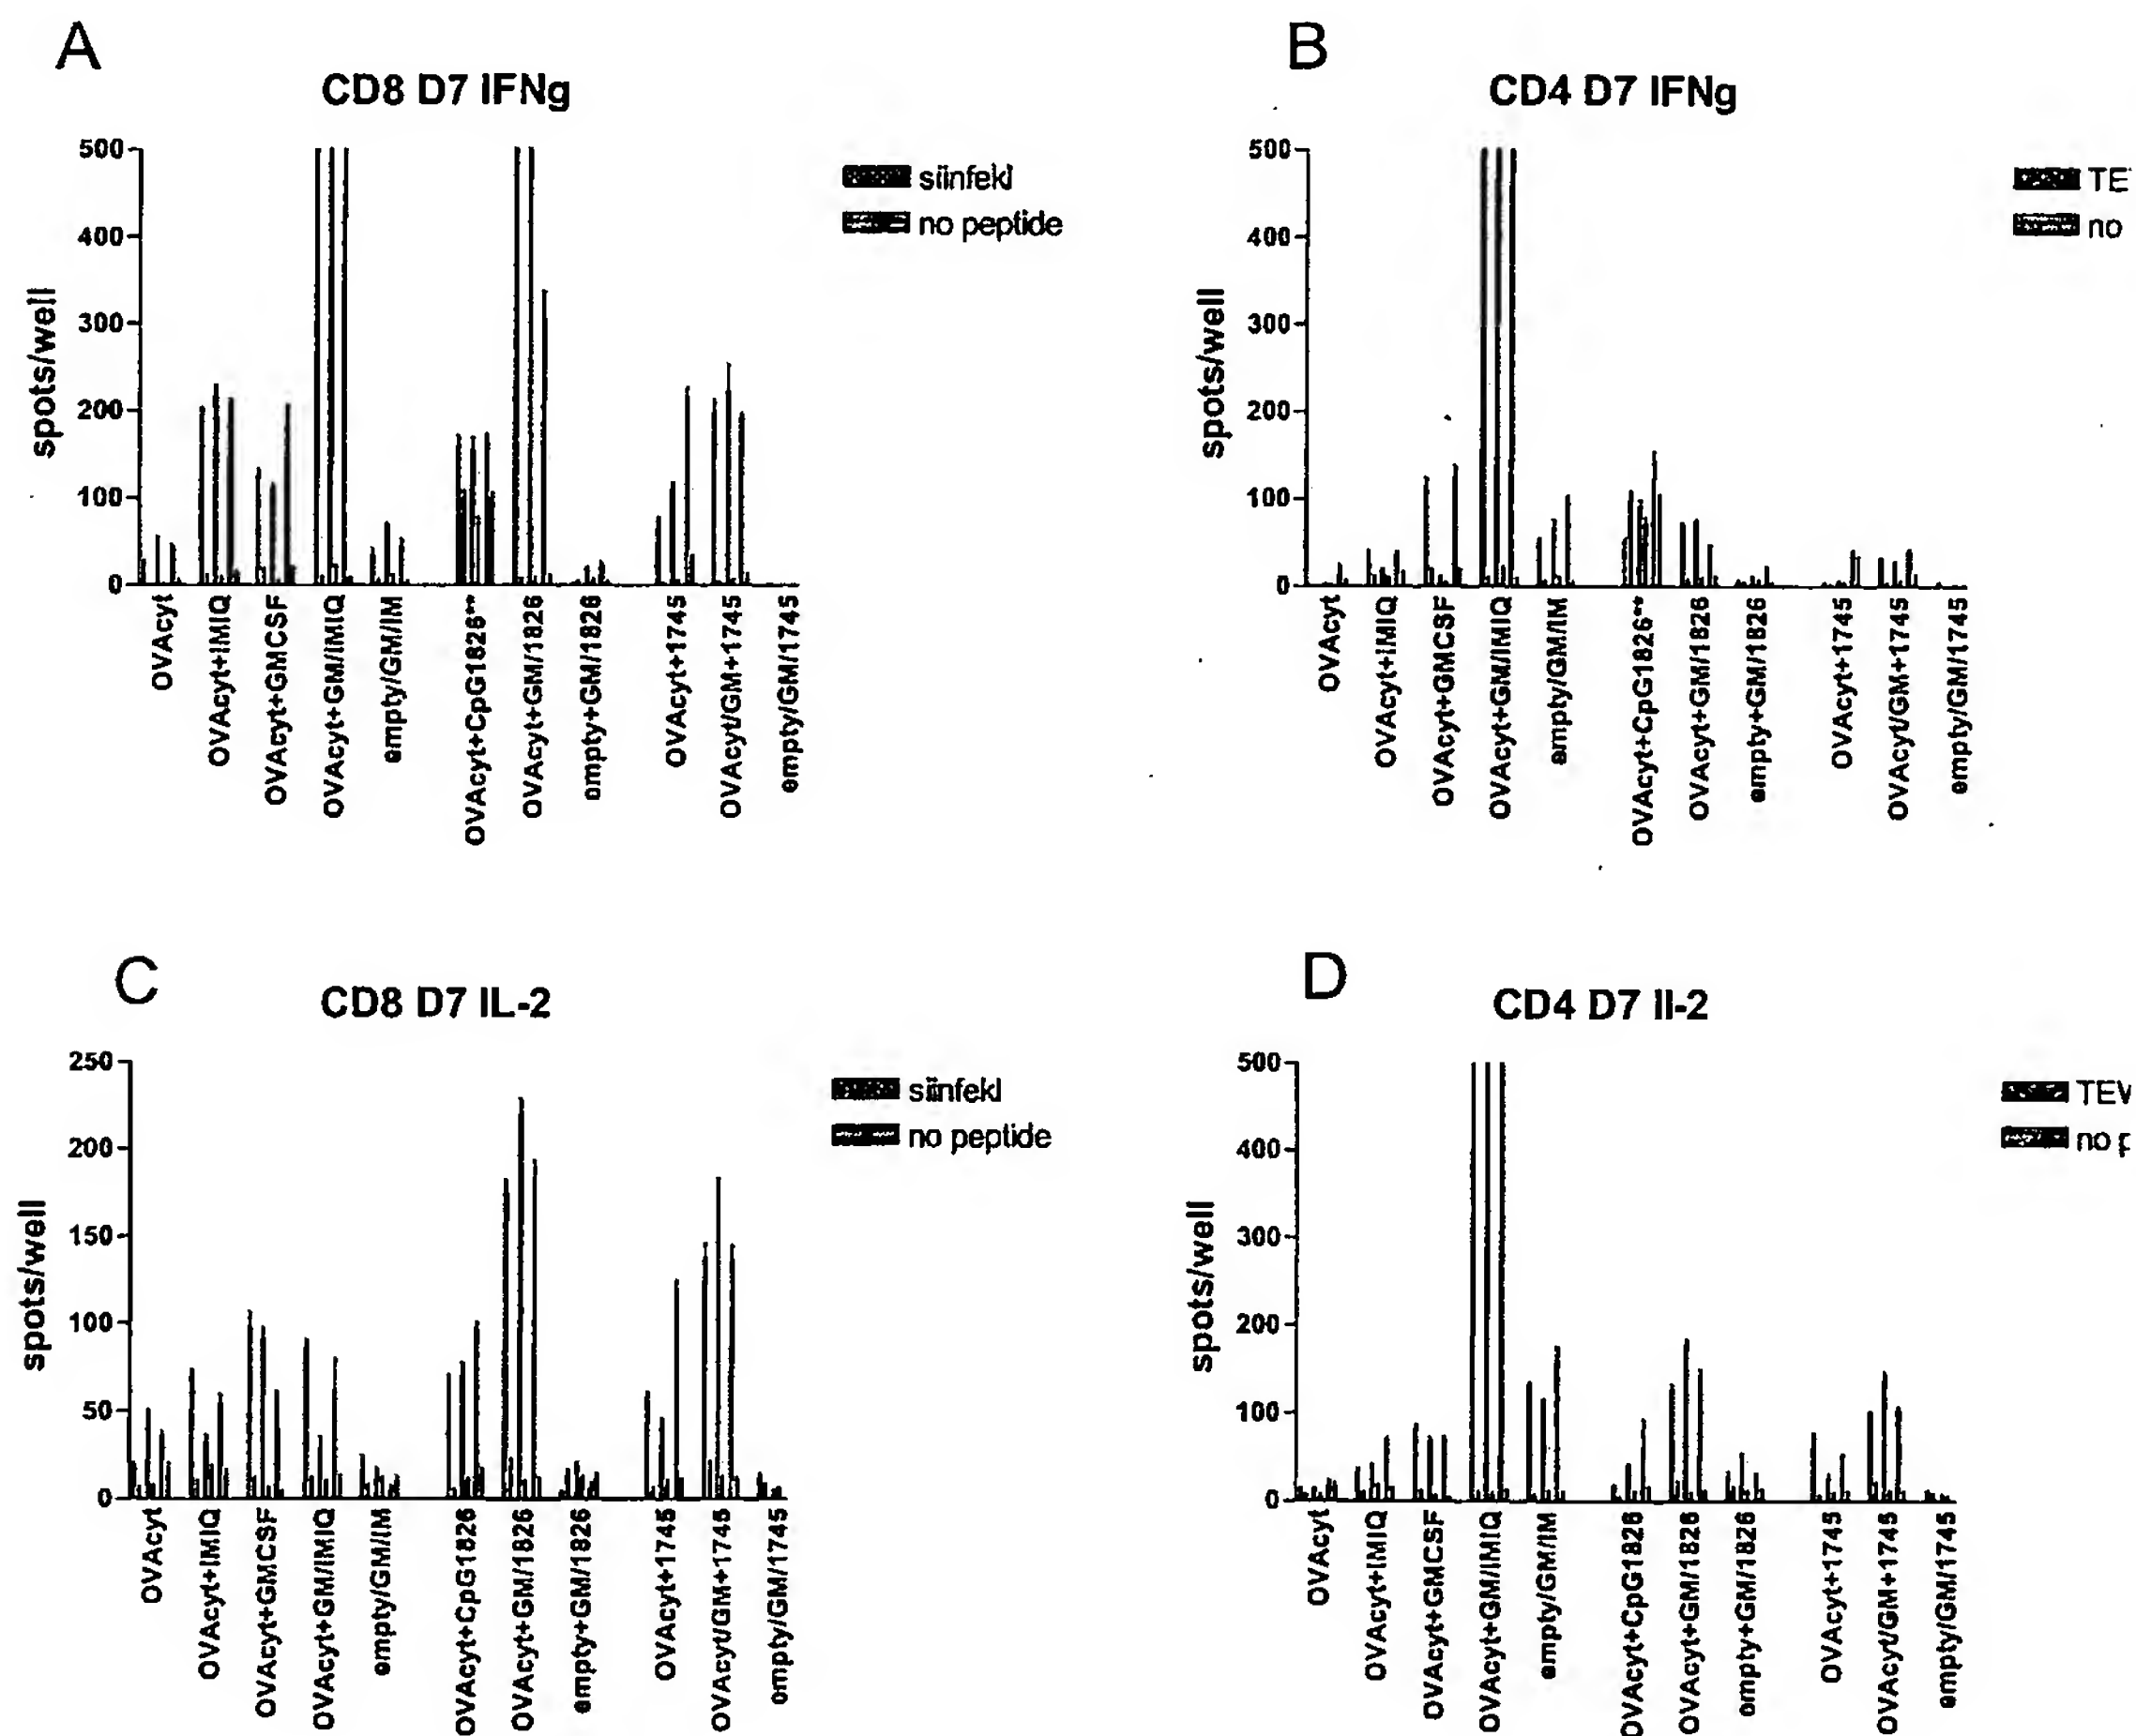 A
CD8 D7 IFNg
500
400
300
200
100
0
spots/well
siinfekl
no peptide
OVAcyt
OVAcyt+IMIQ
OVAcyt+GMCSF
OVAcyt+GM/IMIQ
empty/GM/IM
OVAcyt+CpG1826**
OVAcyt+GM/1826
empty+GM/1826
OVAcyt+1745
OVAcyt/GM+1745
empty/GM/1745
B
CD4 D7 IFNg
500
400
300
200
100
0
spots/well
TE
no
OVAcyt
OVAcyt+IMIQ
OVAcyt+GMCSF
OVAcyt+GM/IMIQ
empty/GM/IM
OVAcyt+CpG1826**
OVAcyt+GM/1826
empty+GM/1826
OVAcyt+1745
OVAcyt/GM+1745
empty/GM/1745
C
CD8 D7 IL-2
250
200
150
100
50
0
spots/well
siinfekl
no peptide
OVAcyt
OVAcyt+IMIQ
OVAcyt+GMCSF
OVAcyt+GM/IMIQ
empty/GM/IM
OVAcyt+CpG1826
OVAcyt+GM/1826
empty+GM/1826
OVAcyt+1745
OVAcyt/GM+1745
empty/GM/1745
D
CD4 D7 Il-2
500
400
300
200
100
0
spots/well
TEV
no p
OVAcyt
OVAcyt+IMIQ
OVAcyt+GMCSF
OVAcyt+GM/IMIQ
empty/GM/IM
OVAcyt+CpG1826
OVAcyt+GM/1826
empty+GM/1826
OVAcyt+1745
OVAcyt/GM+1745
empty/GM/1745